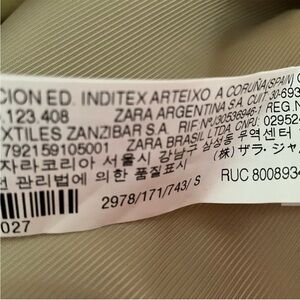 CION ED. INDITEX ARTEIXO A CORUÑA(SPAIN)
.123.408 ZARA ARGENTINA S.A. CUIT 30-693
XTILES ZANZIBAR S.A. RIF Nº J30536946-1 REG.N
792159105001 ZARA BRASIL LTDA. CNPJ: 029524
자라코리아 서울시 강남구 삼성동 무역센터
관리법에 의한 품질표시 (株) ザラ・ジャ
027 2978/171/743/ S RUC 8008934